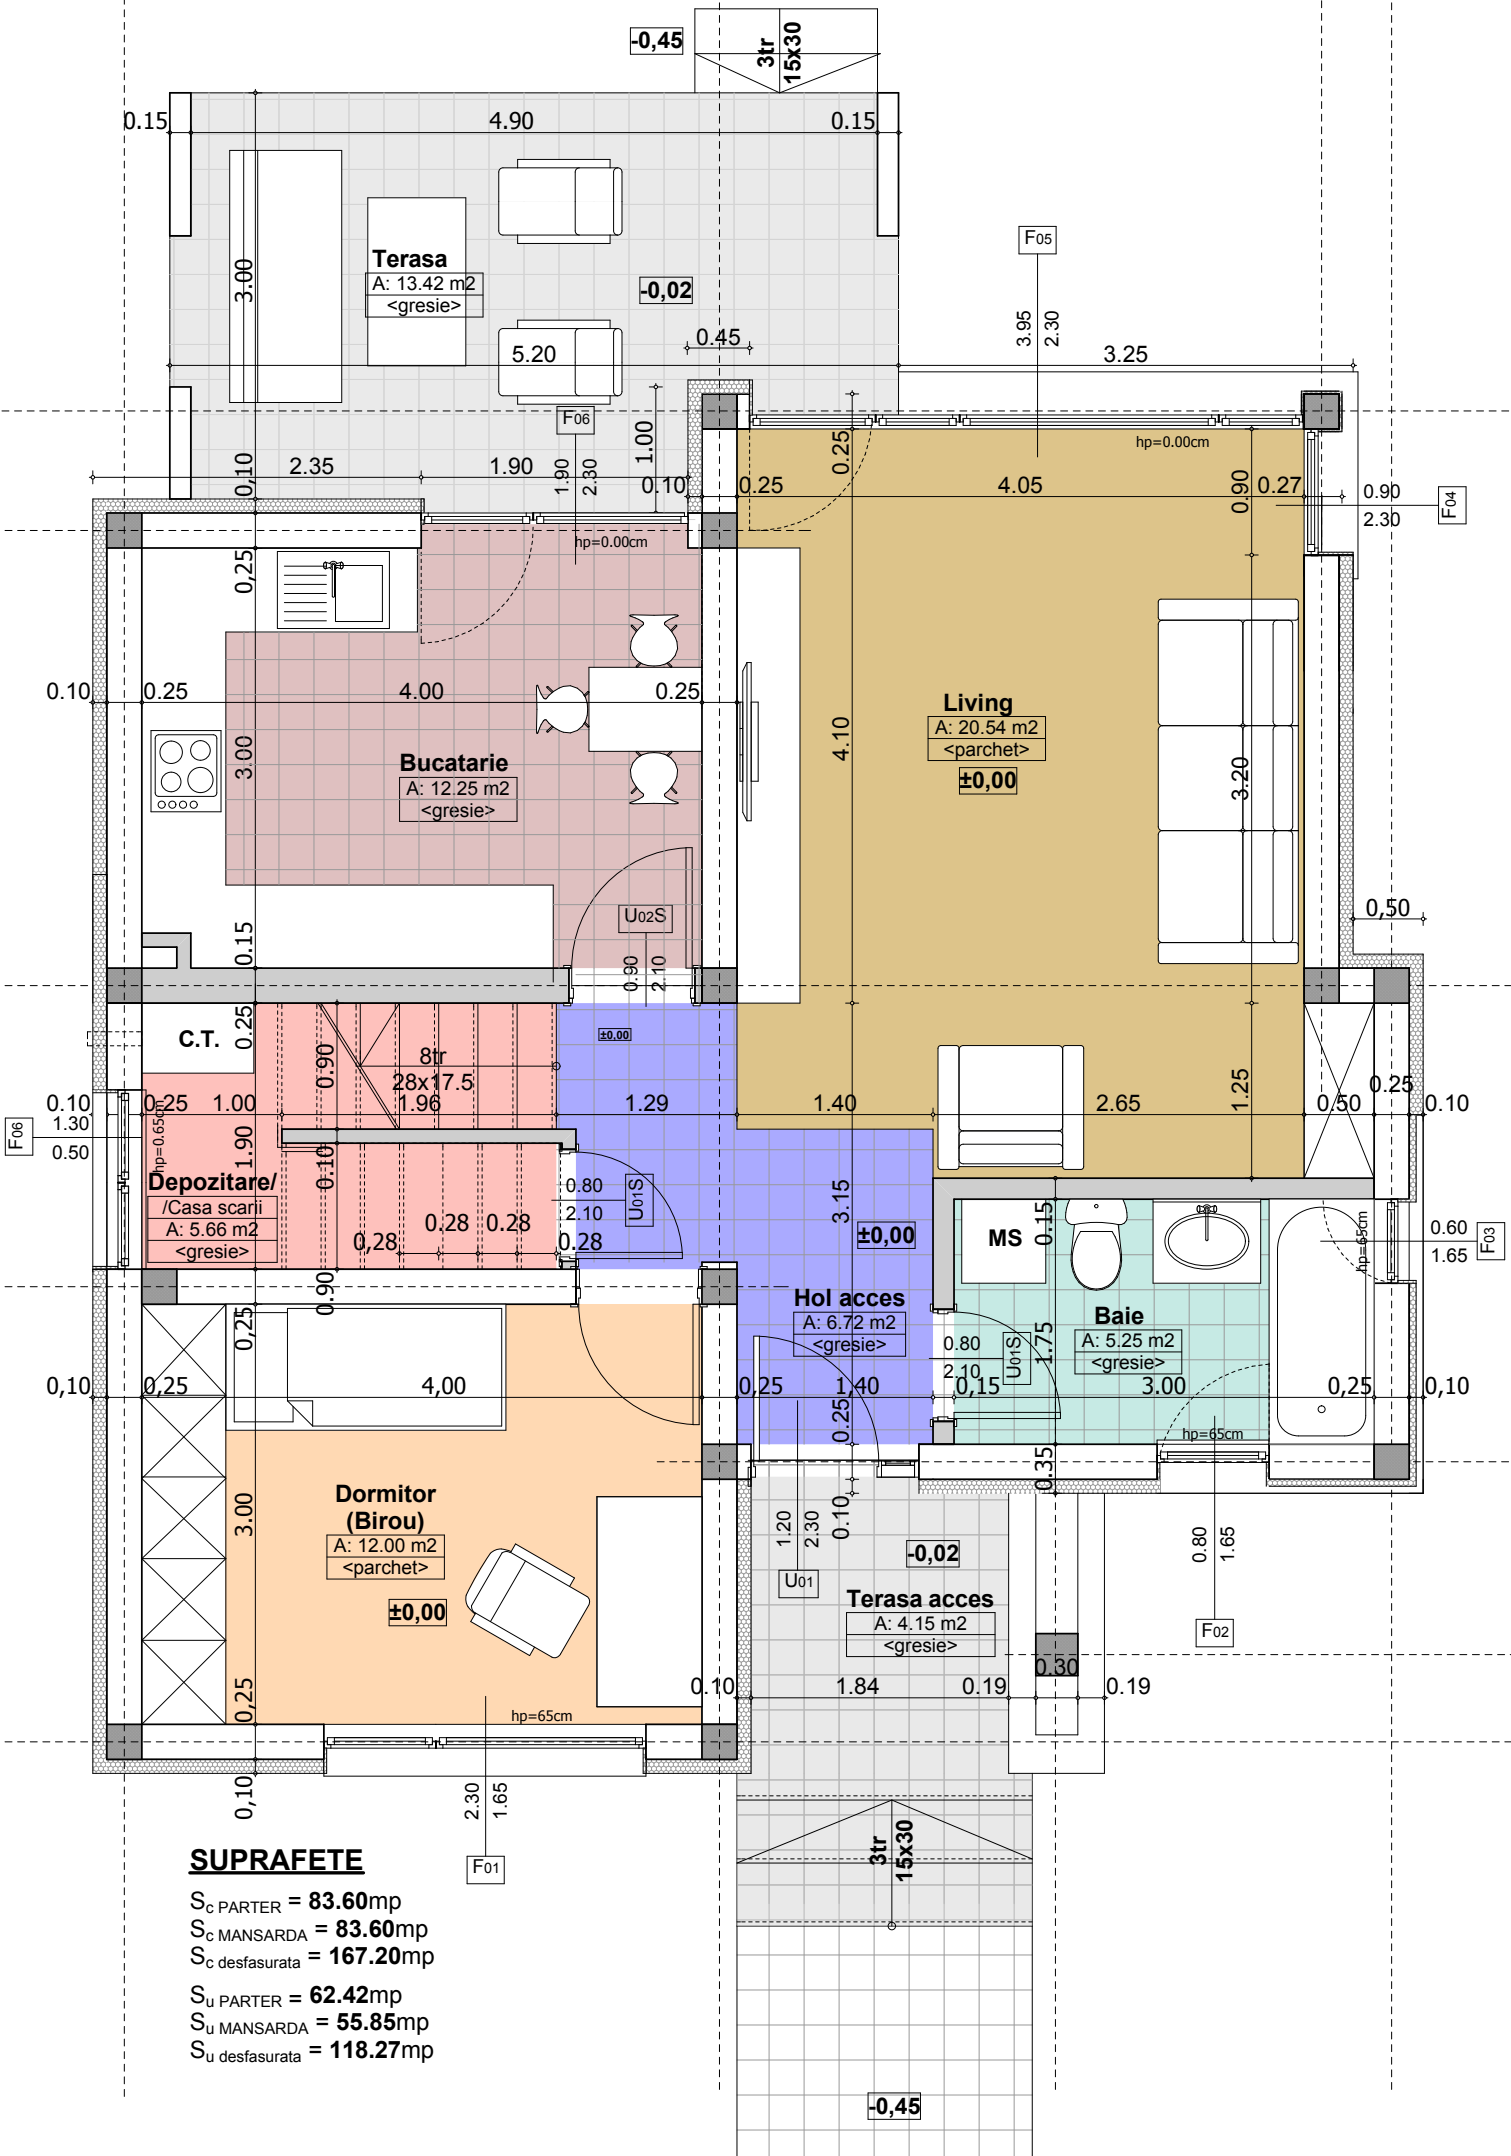 -0,45
3tr
15x30
0.15
4.90
0.15
F05
Terasa
A: 13.42 m2
<gresie>
3.00
-0,02
3.95
2.30
0.45
5.20
3.25
F06
1.00
0.25
hp=0.00cm
2.35
1.90
1.90
2.30
0,10
0.10
0.25
4.05
0.90
0.27
0.90
2.30
F04
hp=0.00cm
0,25
0.10
0.25
4.00
0.25
Living
A: 20.54 m2
<parchet>
±0,00
4.10
3.00
Bucatarie
A: 12.25 m2
<gresie>
3.20
U02S
0,50
0.15
0.90
2.10
C.T.
0.25
±0,00
0.90
8tr
28x17.5
0.25
0.10
1.30
0.50
F06
0.25
1.00
1.96
1.29
1.40
2.65
1.25
0.50
0.10
hp=0.65cm
1.90
0.10
Depozitare/
/Casa scarii
A: 5.66 m2
<gresie>
0.80
2.10
U01S
3.15
0,28
0.28
0.28
0.28
±0,00
MS
0.15
hp=65cm
0.60
1.65
F03
0.90
0,25
Hol acces
A: 6.72 m2
<gresie>
Baie
A: 5.25 m2
<gresie>
0.80
2.10
U01S
1.75
0,10
0,25
4,00
0,25
1,40
0,15
3.00
0,25
0,10
0.25
hp=65cm
0.35
Dormitor
(Birou)
A: 12.00 m2
<parchet>
±0,00
3.00
1.20
2.30
0.10
U01
-0,02
0.80
1.65
Terasa acces
A: 4.15 m2
<gresie>
F02
0.30
0,25
0.10
1.84
0.19
0.19
hp=65cm
0,10
2.30
1.65
F01
3tr
15x30
SUPRAFETE
Sc PARTER = 83.60mp
Sc MANSARDA = 83.60mp
Sc desfasurata = 167.20mp
Su PARTER = 62.42mp
Su MANSARDA = 55.85mp
Su desfasurata = 118.27mp
-0,45